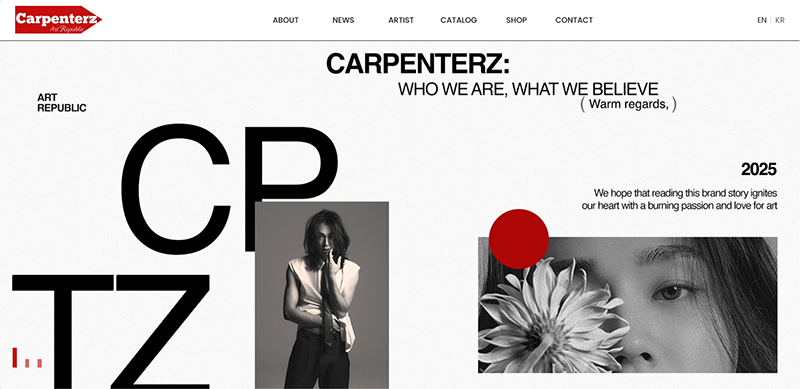 Carpenterz
Art Republic
ABOUT NEWS ARTIST CATALOG SHOP CONTACT
EN | KR
CARPENTERZ:
WHO WE ARE, WHAT WE BELIEVE
( Warm regards, )
ART
REPUBLIC
CP
TZ
2025
We hope that reading this brand story ignites
our heart with a burning passion and love for art